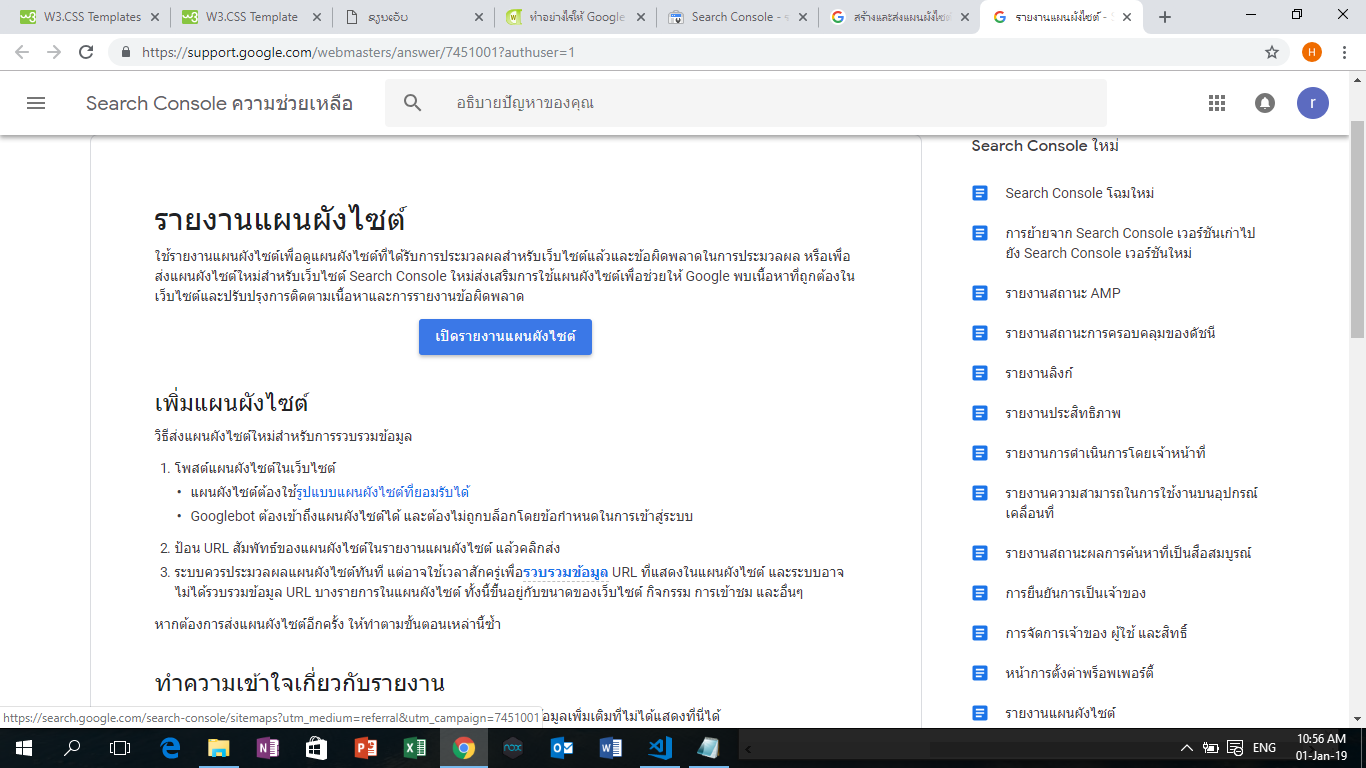 W3.CSS Templates
W3.CSS Template
ຂຽນເວັບ
ทำอย่างไรให้ Google
Search Console - ร
สร้างและส่งแผนผังไซต์
รายงานแผนผังไซต์ - S
https://support.google.com/webmasters/answer/7451001?authuser=1
H
Search Console ความช่วยเหลือ
อธิบายปัญหาของคุณ
r
รายงานแผนผังไซต์
ใช้รายงานแผนผังไซต์เพื่อดูแผนผังไซต์ที่ได้รับการประมวลผลสำหรับเว็บไซต์แล้วและข้อผิดพลาดในการประมวลผล หรือเพื่อ
ส่งแผนผังไซต์ใหม่สำหรับเว็บไซต์ Search Console ใหม่ส่งเสริมการใช้แผนผังไซต์เพื่อช่วยให้ Google พบเนื้อหาที่ถูกต้องใน
เว็บไซต์และปรับปรุงการติดตามเนื้อหาและการรายงานข้อผิดพลาด
เปิดรายงานแผนผังไซต์
เพิ่มแผนผังไซต์
วิธีส่งแผนผังไซต์ใหม่สำหรับการรวบรวมข้อมูล
1. โพสต์แผนผังไซต์ในเว็บไซต์
• แผนผังไซต์ต้องใช้รูปแบบแผนผังไซต์ที่ยอมรับได้
• Googlebot ต้องเข้าถึงแผนผังไซต์ได้ และต้องไม่ถูกบล็อกโดยข้อกำหนดในการเข้าสู่ระบบ
2. ป้อน URL สัมพัทธ์ของแผนผังไซต์ในรายงานแผนผังไซต์ แล้วคลิกส่ง
3. ระบบควรประมวลผลแผนผังไซต์ทันที แต่อาจใช้เวลาสักครู่เพื่อรวบรวมข้อมูล URL ที่แสดงในแผนผังไซต์ และระบบอาจ
ไม่ได้รวบรวมข้อมูล URL บางรายการในแผนผังไซต์ ทั้งนี้ขึ้นอยู่กับขนาดของเว็บไซต์ กิจกรรม การเข้าชม และอื่นๆ
หากต้องการส่งแผนผังไซต์อีกครั้ง ให้ทำตามขั้นตอนเหล่านี้ซ้ำ
ทำความเข้าใจเกี่ยวกับรายงาน
ข้อมูลเพิ่มเติมที่ไม่ได้แสดงที่นี่ได้
Search Console ใหม่
Search Console โฉมใหม่
การย้ายจาก Search Console เวอร์ชันเก่าไป
ยัง Search Console เวอร์ชันใหม่
รายงานสถานะ AMP
รายงานสถานะการครอบคลุมของดัชนี
รายงานลิงก์
รายงานประสิทธิภาพ
รายงานการดำเนินการโดยเจ้าหน้าที่
รายงานความสามารถในการใช้งานบนอุปกรณ์
เคลื่อนที่
รายงานสถานะผลการค้นหาที่เป็นสื่อสมบูรณ์
การยืนยันการเป็นเจ้าของ
การจัดการเจ้าของ ผู้ใช้ และสิทธิ์
หน้าการตั้งค่าพร็อพเพอร์ตี้
รายงานแผนผังไซต์
https://search.google.com/search-console/sitemaps?utm_medium=referral&utm_campaign=7451001
ENG
10:56 AM
01-Jan-19